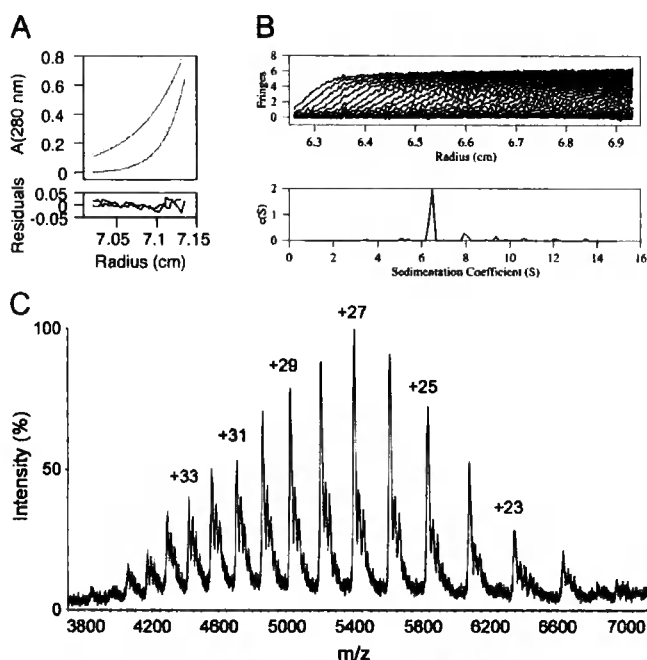 A
B
0.8
0.6
0.4
0.2
0
A(280 nm)
0.05
0.00
-0.05
Residuals
7.05 7.1 7.15
Radius (cm)
8
6
4
2
0
Fringes
6.3 6.4 6.5 6.6 6.7 6.8 6.9
Radius (cm)
2
1
0
c(S)
0 2 4 6 8 10 12 14 16
Sedimentation Coefficient (S)
C
100
50
0
Intensity (%)
+33
+31
+29
+27
+25
+23
3800 4200 4600 5000 5400 5800 6200 6600 7000
m/z